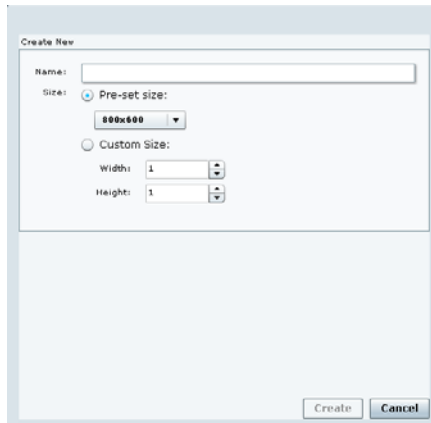 Create New
Name:
Size: Pre-set size:
800x600
Custom Size:
Width: 1
Height: 1
Create Cancel